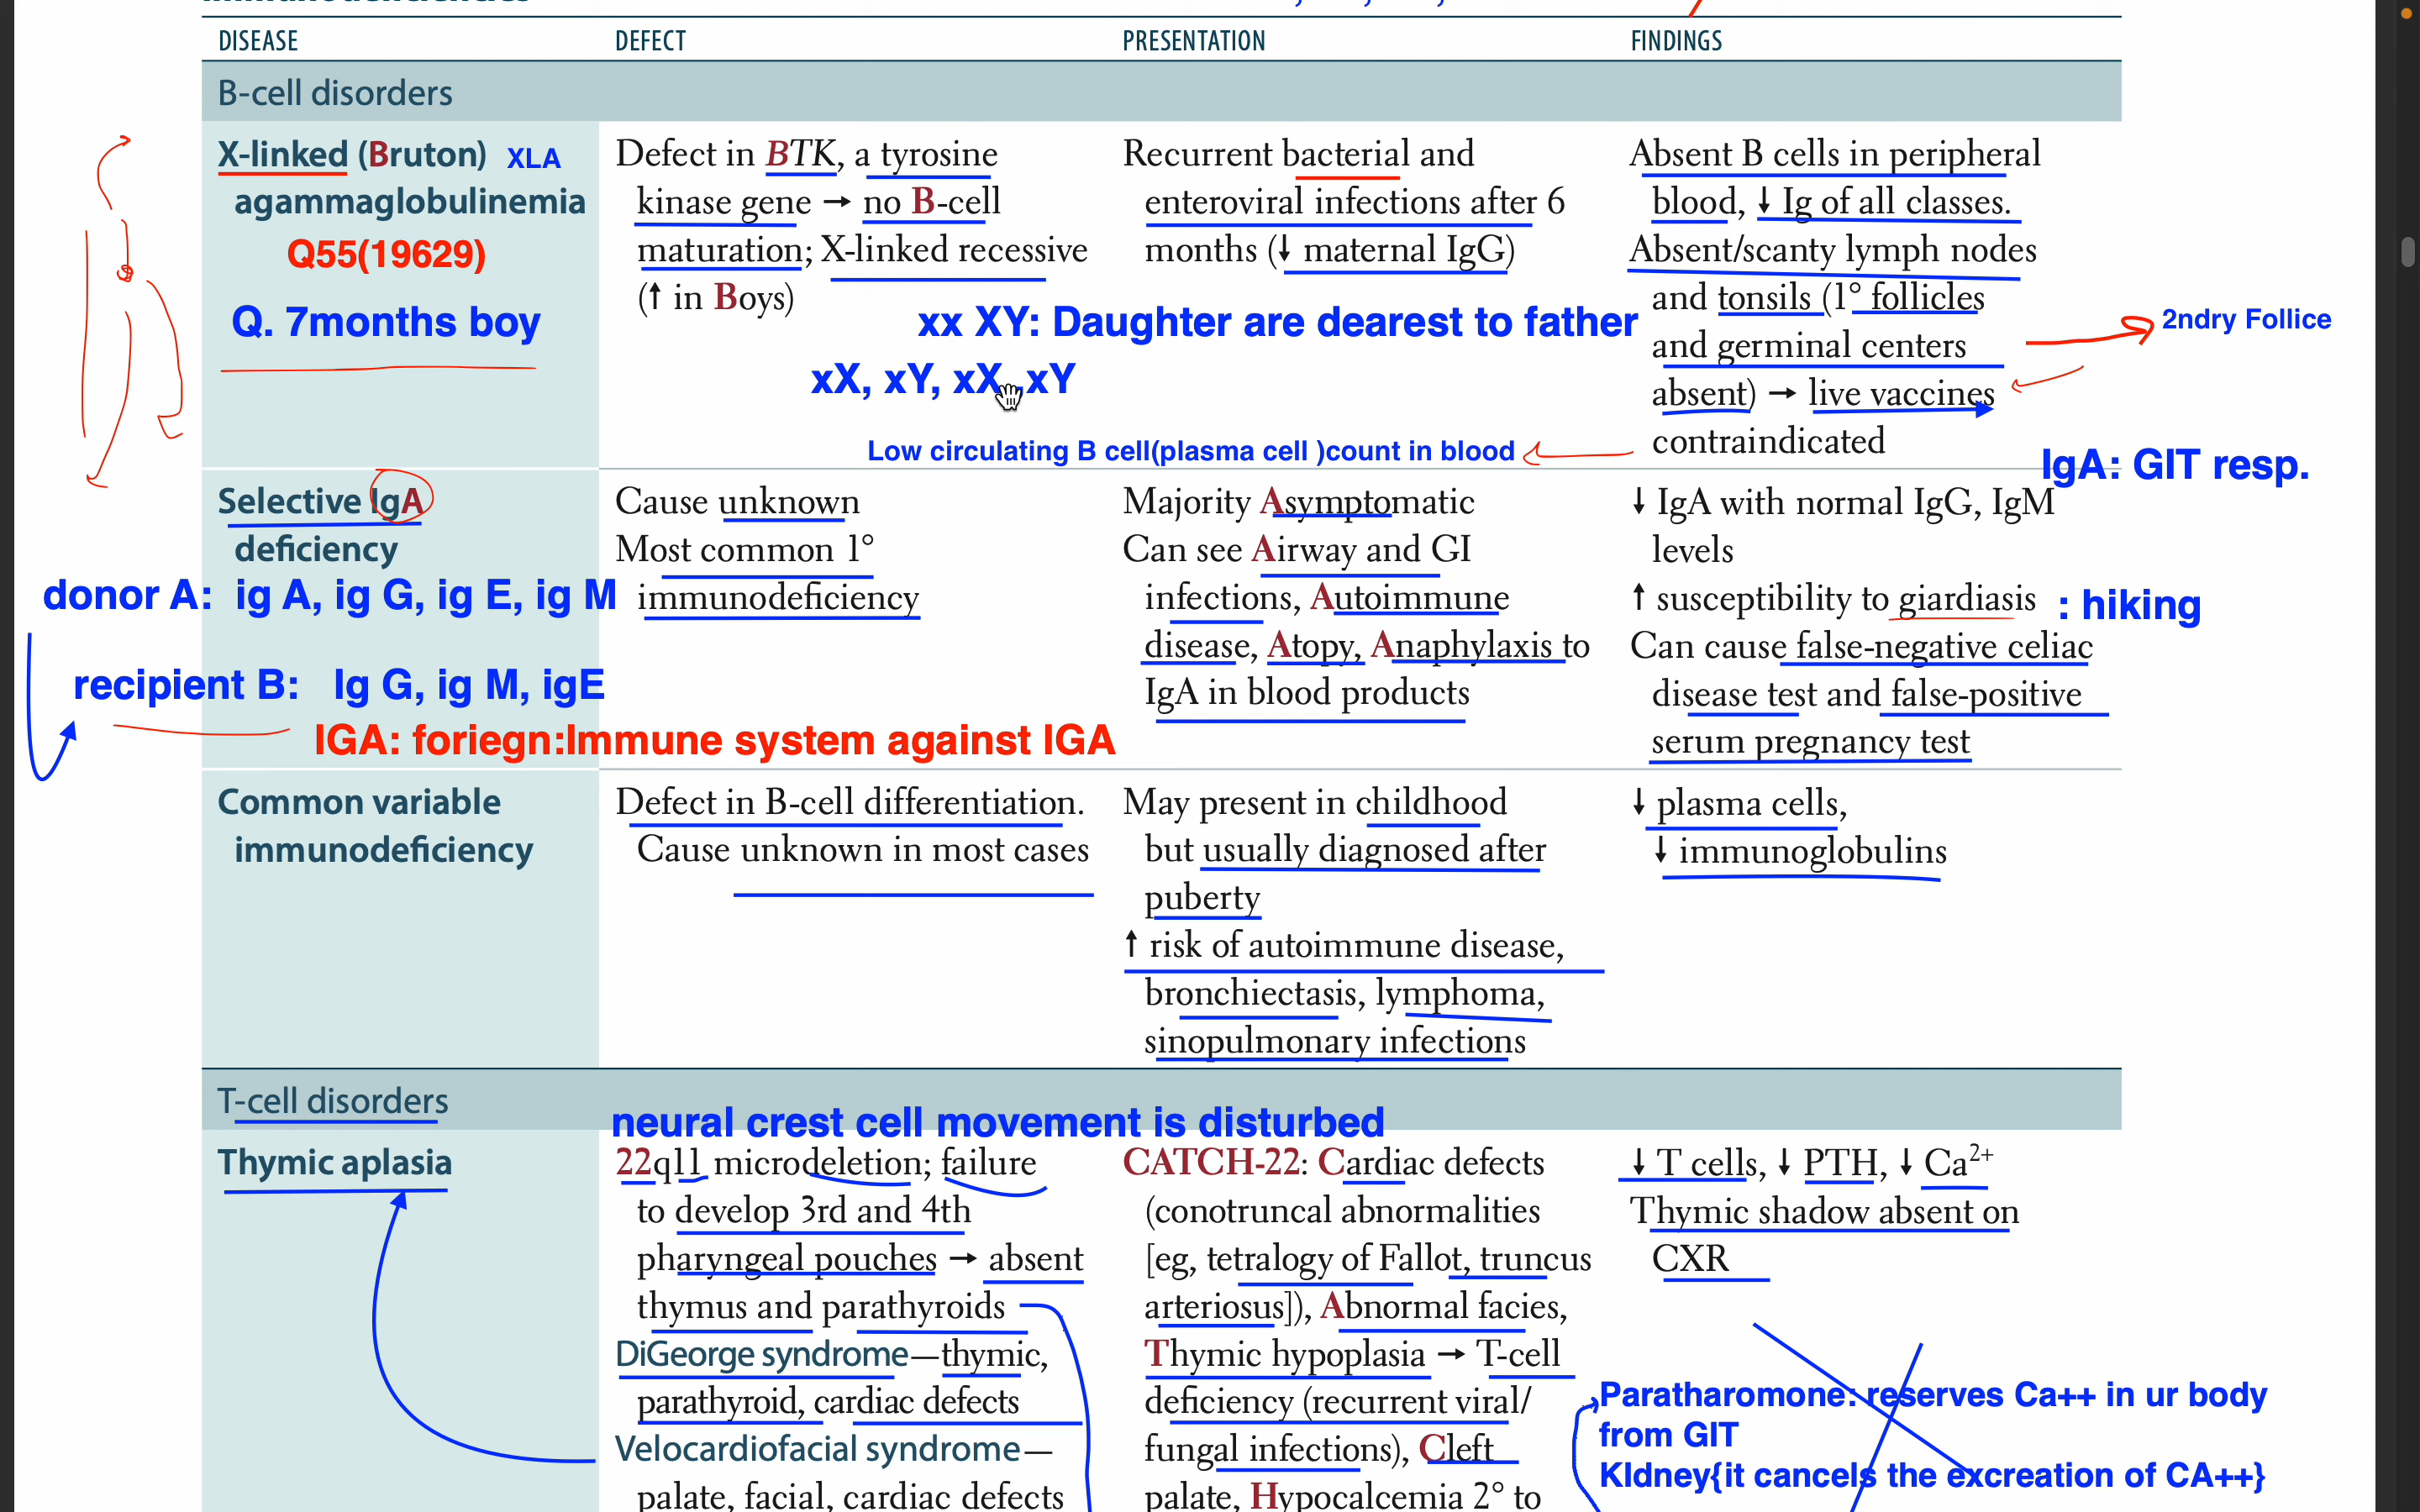 DISEASE DEFECT PRESENTATION FINDINGS
B-cell disorders
X-linked (Bruton) XLA
agammaglobulinemia
Q55(19629)
Q. 7months boy
Defect in BTK, a tyrosine
kinase gene → no B-cell
maturation; X-linked recessive
(↑ in Boys)
xx XY: Daughter are dearest to father
xX, xY, xX, xY
Low circulating B cell(plasma cell )count in blood
Recurrent bacterial and
enteroviral infections after 6
months (↓ maternal IgG)
Absent B cells in peripheral
blood, ↓ Ig of all classes.
Absent/scanty lymph nodes
and tonsils (1° follicles
and germinal centers
absent) → live vaccines
contraindicated
2ndry Follice
IgA: GIT resp.
Selective IgA
deficiency
donor A: ig A, ig G, ig E, ig M
recipient B: Ig G, ig M, igE
IGA: foriegn:Immune system against IGA
Cause unknown
Most common 1°
immunodeficiency
Majority Asymptomatic
Can see Airway and GI
infections, Autoimmune
disease, Atopy, Anaphylaxis to
IgA in blood products
↓ IgA with normal IgG, IgM
levels
↑ susceptibility to giardiasis : hiking
Can cause false-negative celiac
disease test and false-positive
serum pregnancy test
Common variable
immunodeficiency
Defect in B-cell differentiation.
Cause unknown in most cases
May present in childhood
but usually diagnosed after
puberty
↑ risk of autoimmune disease,
bronchiectasis, lymphoma,
sinopulmonary infections
↓ plasma cells,
↓ immunoglobulins
T-cell disorders
neural crest cell movement is disturbed
Thymic aplasia
22q11 microdeletion; failure
to develop 3rd and 4th
pharyngeal pouches → absent
thymus and parathyroids
DiGeorge syndrome—thymic,
parathyroid, cardiac defects
Velocardiofacial syndrome—
palate, facial, cardiac defects
CATCH-22: Cardiac defects
(conotruncal abnormalities
[eg, tetralogy of Fallot, truncus
arteriosus]), Abnormal facies,
Thymic hypoplasia → T-cell
deficiency (recurrent viral/
fungal infections), Cleft
palate, Hypocalcemia 2° to
↓ T cells, ↓ PTH, ↓ Ca2+
Thymic shadow absent on
CXR
Paratharomone: reserves Ca++ in ur body
from GIT
KIdney{it cancels the excreation of CA++}